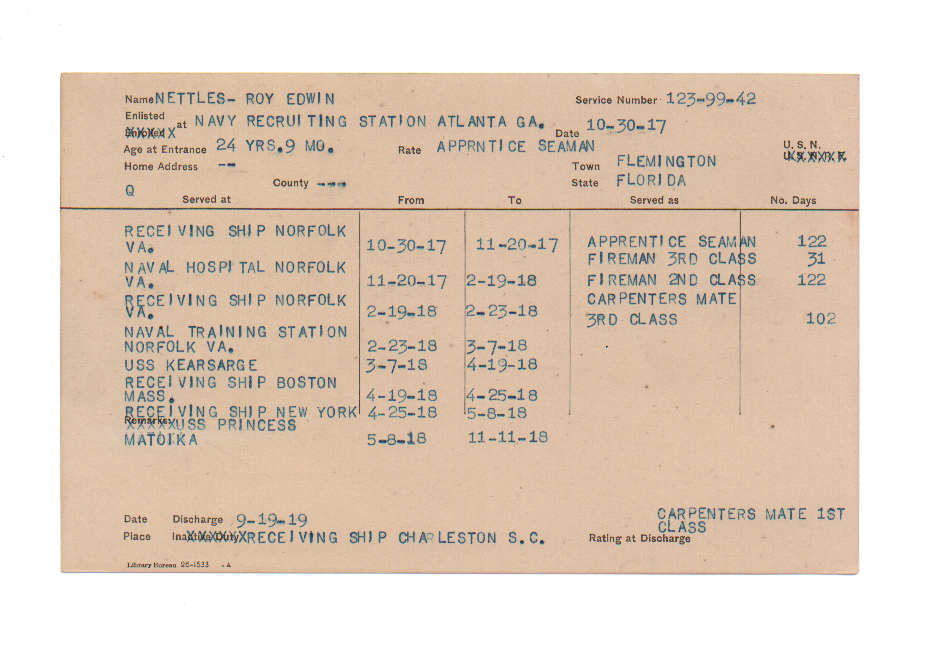 Name NETTLES- ROY EDWIN Service Number 123-99-42
Enlisted at NAVY RECRUITING STATION ATLANTA GA. Date 10-30-17
Age at Entrance 24 YRS.9 MO. Rate APPRNTICE SEAMAN U. S. N.
Home Address -- Town FLEMINGTON
Q County --- State FLORIDA
Served at From To Served as No. Days
RECEIVING SHIP NORFOLK
VA. 10-30-17 11-20-17 APPRENTICE SEAMAN 122
FIREMAN 3RD CLASS 31
NAVAL HOSPITAL NORFOLK
VA. 11-20-17 2-19-18 FIREMAN 2ND CLASS 122
RECEIVING SHIP NORFOLK CARPENTERS MATE
VA. 2-19-18 2-23-18 3RD CLASS 102
NAVAL TRAINING STATION
NORFOLK VA. 2-23-18 3-7-18
USS KEARSARGE 3-7-18 4-19-18
RECEIVING SHIP BOSTON
MASS. 4-19-18 4-25-18
RECEIVING SHIP NEW YORK 4-25-18 5-8-18
Remarks: XXXXXUSS PRINCESS
MATOIKA 5-8-18 11-11-18
Date Discharge 9-19-19 CARPENTERS MATE 1ST
CLASS
Place Inactive Duty XXXXXXRECEIVING SHIP CHARLESTON S.C. Rating at Discharge
Library Bureau 26-1533 - A